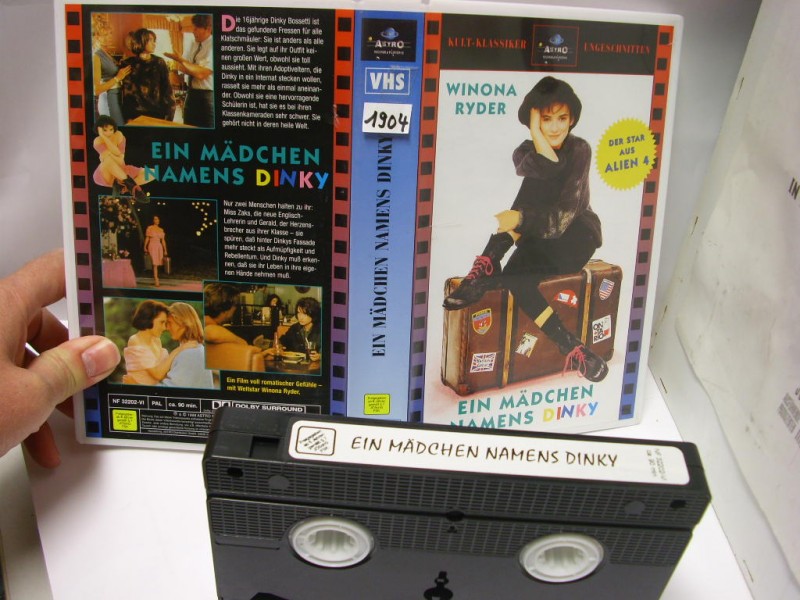 Die 16jährige Dinky Bossetti ist
das gefundene Fressen für alle
Klatschmäuler: Sie ist anders als alle
anderen. Sie legt auf ihr Outfit kei-
nen großen Wert, obwohl sie toll
aussieht. Mit ihren Adoptiveltern, die
Dinky in ein Internat stecken wollen,
rasselt sie mehr als einmal aneinan-
der. Obwohl sie eine hervorragende
Schülerin ist, hat sie es bei ihren
Klassenkameraden sehr schwer. Sie
gehört nicht in deren heile Welt.
EIN MÄDCHEN
NAMENS DINKY
Nur zwei Menschen halten zu ihr:
Miss Zaka, die neue Englisch-
Lehrerin und Gerald, der Herzens-
brecher aus ihrer Klasse – sie
spüren, daß hinter Dinkys Fassade
mehr steckt als Aufmüpfigkeit und
Rebellentum. Und Dinky muß erken-
nen, daß sie ihr Leben in ihre eige-
nen Hände nehmen muß.
Ein Film voll romatischer Gefühle –
mit Weltstar Winona Ryder.
NF 32202-VI PAL ca. 90 min.
DOLBY SURROUND
ASTRO
VHS
1904
EIN MÄDCHEN NAMENS DINKY
KULT-KLASSIKER ASTRO UNGESCHNITTEN
WINONA
RYDER
DER STAR
AUS
ALIEN 4
EIN MÄDCHEN
NAMENS DINKY
EIN MÄDCHEN NAMENS DINKY